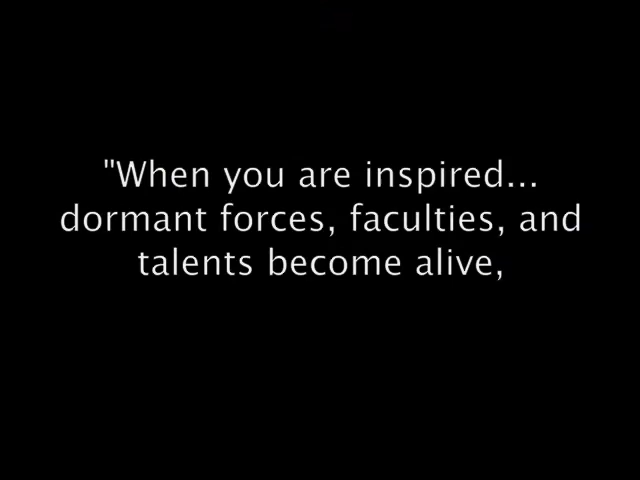 "When you are inspired...
dormant forces, faculties, and
talents become alive,